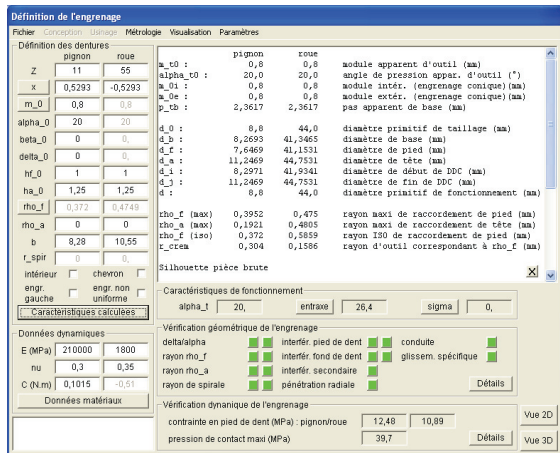 Définition de l'engrenage
Fichier Conception Usinage Métrologie Visualisation Paramètres
Définition des dentures
pignon roue
Z 11 55
x 0,5293 -0,5293
m_0 0,8 0,8
alpha_0 20 20
beta_0 0 0,
delta_0 0 0,
hf_0 1 1
ha_0 1,25 1,25
rho_f 0,372 0,4749
rho_a 0 0
b 8,28 10,55
r_spir 0 0,
intérieur chevron
engr. gauche engr. non uniforme
Caractéristiques calculées
Données dynamiques
E (MPa) 210000 1800
nu 0,3 0,35
C (N.m) 0,1015 -0,51
Données matériaux
pignon roue
m_t0 : 0,8 0,8 module apparent d'outil (mm)
alpha_t0 : 20,0 20,0 angle de pression appar. d'outil (°)
m_0i : 0,8 0,8 module intér. (engrenage conique)(mm)
m_0e : 0,8 0,8 module extér. (engrenage conique)(mm)
p_tb : 2,3617 2,3617 pas apparent de base (mm)
d_0 : 8,8 44,0 diamètre primitif de taillage (mm)
d_b : 8,2693 41,3465 diamètre de base (mm)
d_f : 7,6469 41,1531 diamètre de pied (mm)
d_a : 11,2469 44,7531 diamètre de tête (mm)
d_i : 8,2971 41,9341 diamètre de début de DDC (mm)
d_j : 11,2469 44,7531 diamètre de fin de DDC (mm)
d : 8,8 44,0 diamètre primitif de fonctionnement (mm)
rho_f (max) 0,3952 0,475 rayon maxi de raccordement de pied (mm)
rho_a (max) 0,1921 0,4805 rayon maxi de raccordement de tête (mm)
rho_f (iso) 0,372 0,5859 rayon ISO de raccordement de pied (mm)
r_crem 0,304 0,1586 rayon d'outil correspondant à rho_f (mm)
Silhouette pièce brute
X
Caractéristiques de fonctionnement
alpha_t 20, entraxe 26,4 sigma 0,
Vérification géométrique de l'engrenage
delta/alpha interfér. pied de dent conduite
rayon rho_f interfér. fond de dent glissem. spécifique
rayon rho_a interfér. secondaire
rayon de spirale pénétration radiale Détails
Vérification dynamique de l'engrenage
contrainte en pied de dent (MPa) : pignon/roue 12,48 10,89
pression de contact maxi (MPa) 39,7 Détails
Vue 2D
Vue 3D